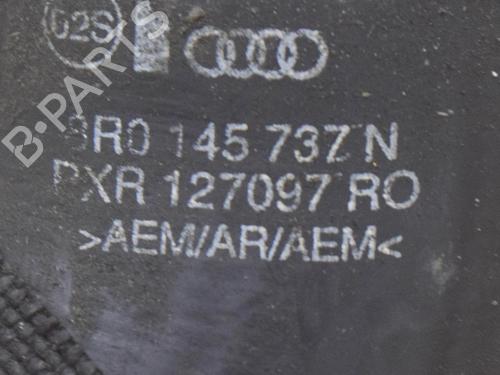 02S
8R0 145 737 N
PXR 127097 RO
>AEM/AR/AEM<
B-PARTS